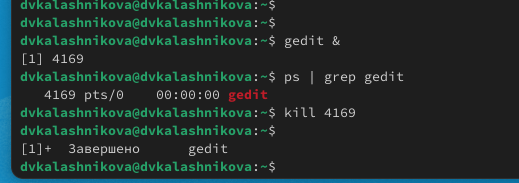 dvkalashnikova@dvkalashnikova:~$
dvkalashnikova@dvkalashnikova:~$
dvkalashnikova@dvkalashnikova:~$ gedit &
[1] 4169
dvkalashnikova@dvkalashnikova:~$ ps | grep gedit
   4169 pts/0    00:00:00 gedit
dvkalashnikova@dvkalashnikova:~$ kill 4169
dvkalashnikova@dvkalashnikova:~$
[1]+  Завершено      gedit
dvkalashnikova@dvkalashnikova:~$